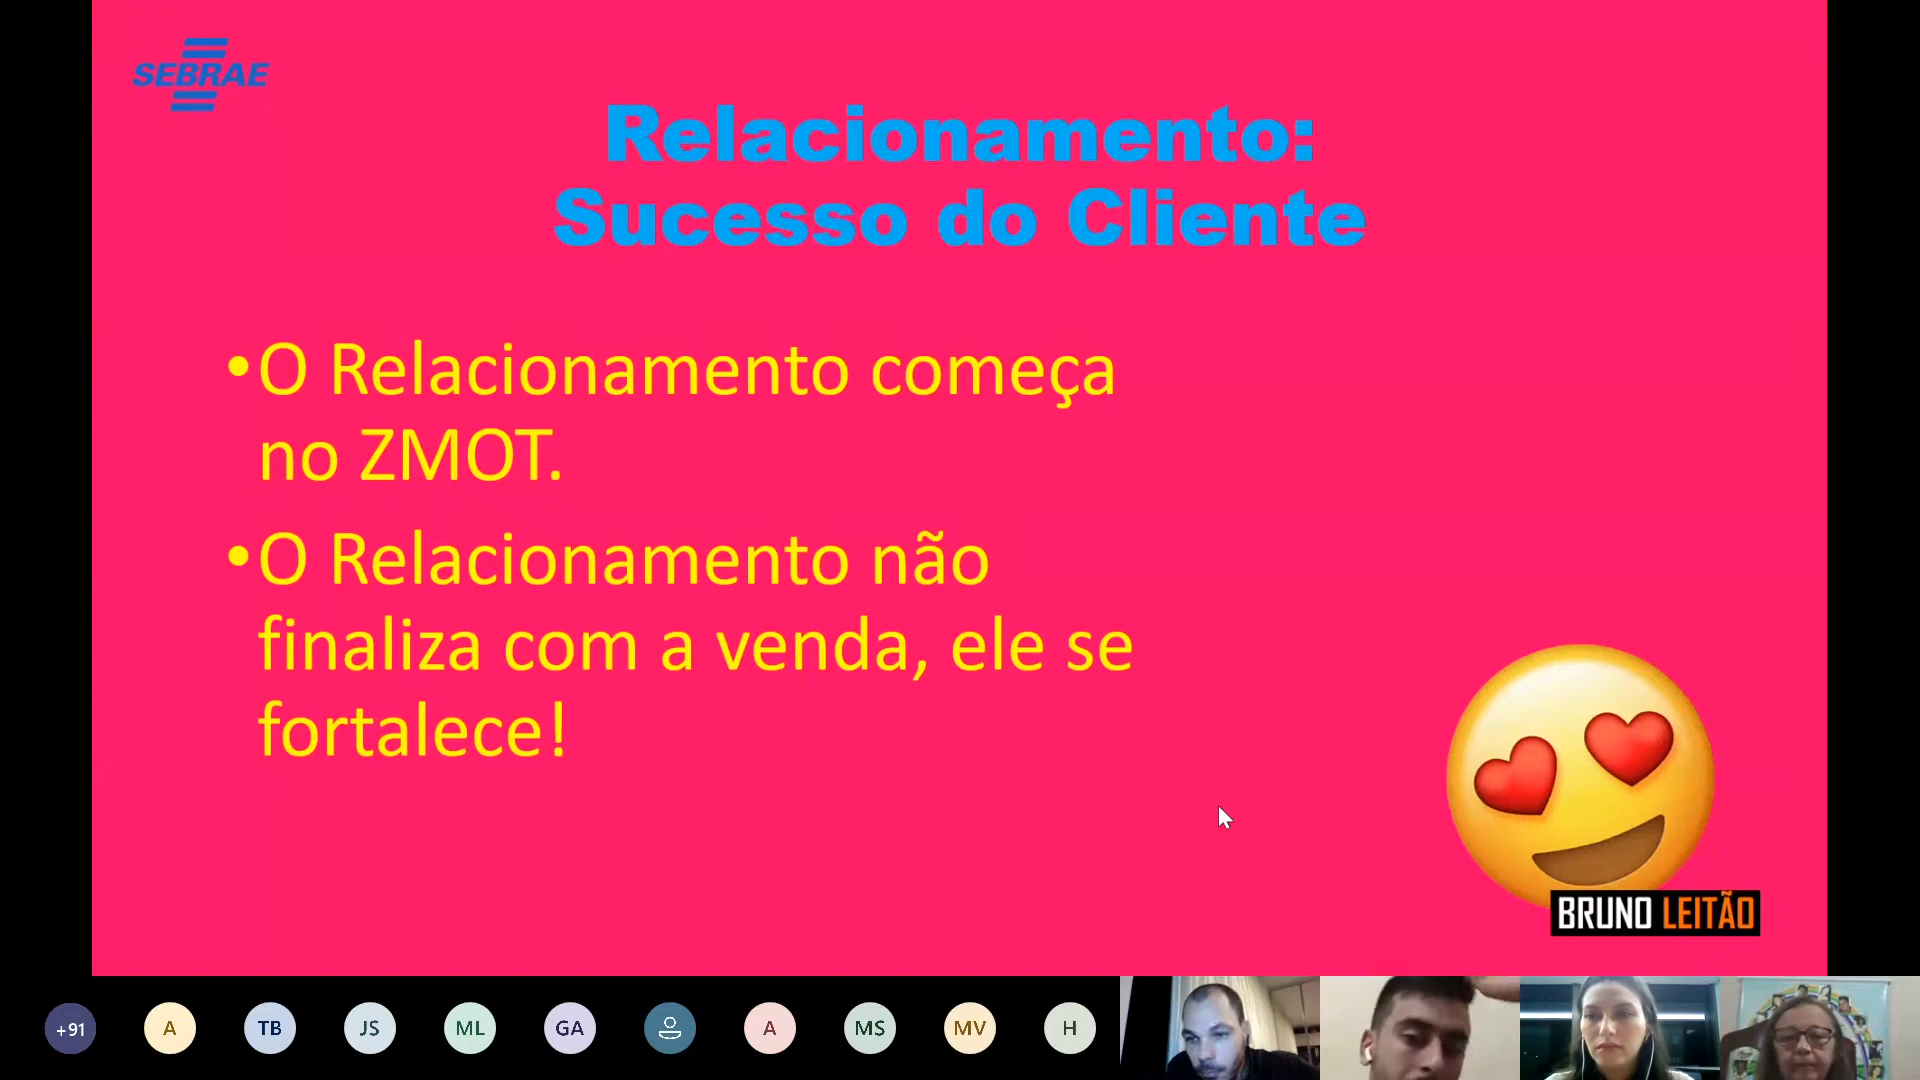 SEBRAE
Relacionamento:
Sucesso do Cliente
•O Relacionamento começa
no ZMOT.
•O Relacionamento não
finaliza com a venda, ele se
fortalece!
BRUNO LEITÃO
+91
A
TB
JS
ML
GA
A
MS
MV
H